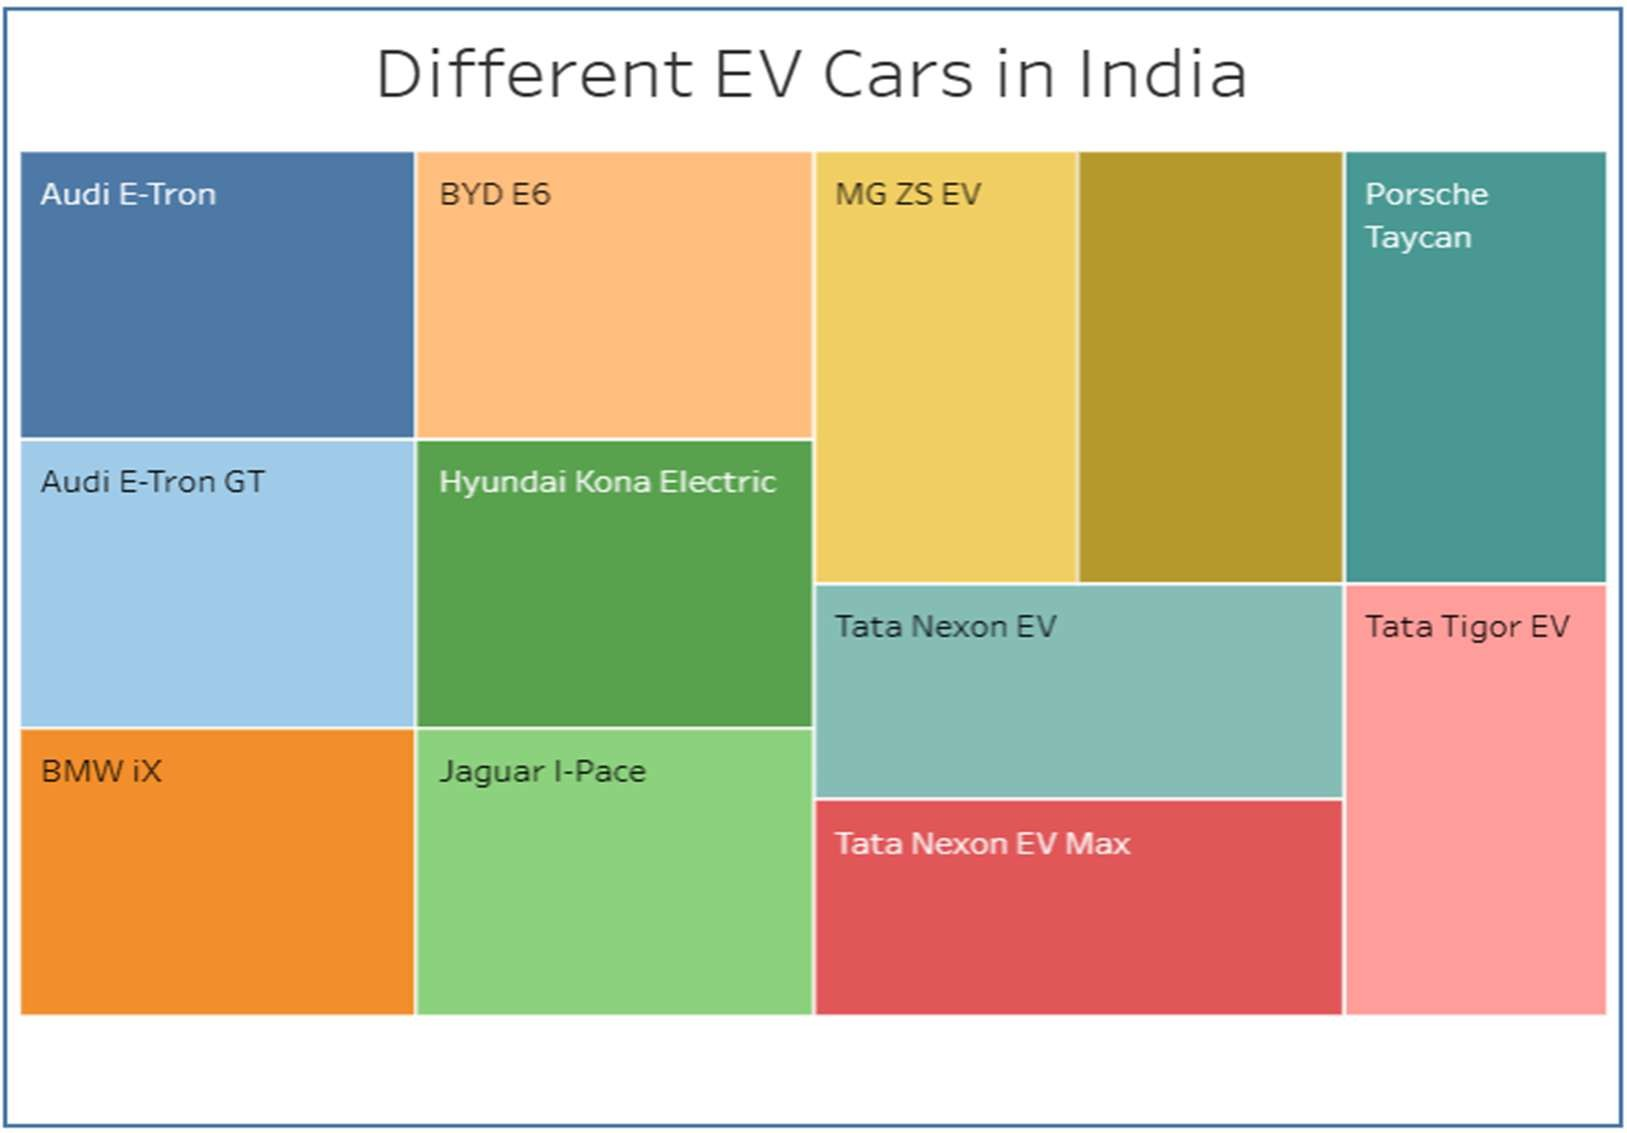 Different EV Cars in India
Audi E-Tron
BYD E6
MG ZS EV
Porsche
Taycan
Audi E-Tron GT
Hyundai Kona Electric
Tata Nexon EV
Tata Tigor EV
BMW iX
Jaguar I-Pace
Tata Nexon EV Max